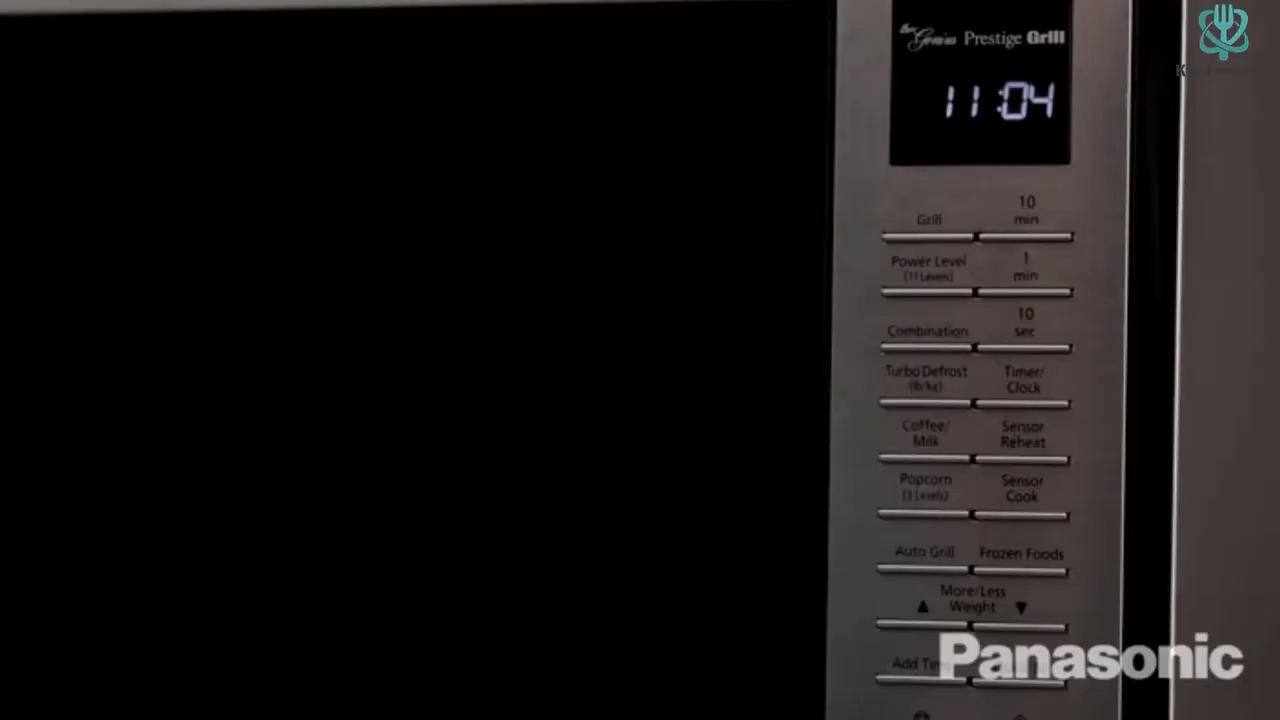 the Genius Prestige Grill
11:04
Grill
10
min
Power Level
(11 Levels)
1
min
Combination
10
sec
Turbo Defrost
(lb/kg)
Timer/
Clock
Coffee/
Milk
Sensor
Reheat
Popcorn
(3 Levels)
Sensor
Cook
Auto Grill
Frozen Foods
More/Less
▲ Weight ▼
Add
Panasonic